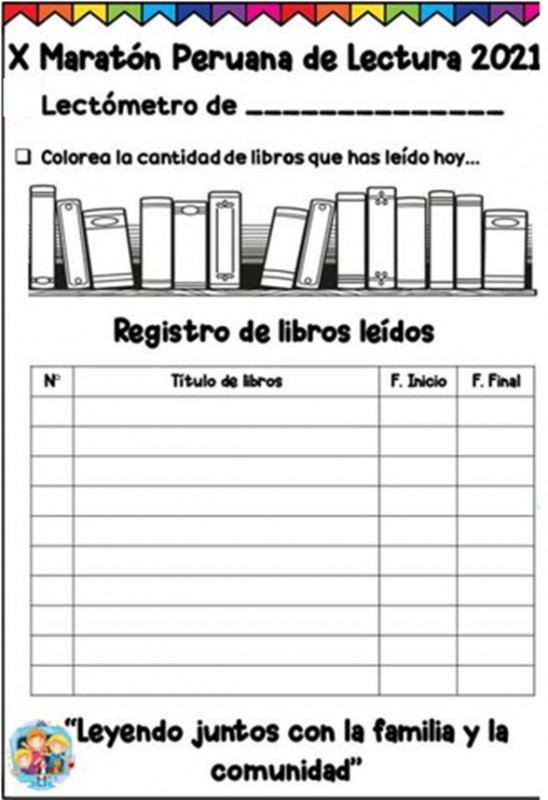 X Maratón Peruana de Lectura 2021
Lectómetro de ______________
❑ Colorea la cantidad de libros que has leído hoy...
Registro de libros leídos
N° Título de libros F. Inicio F. Final
"Leyendo juntos con la familia y la
comunidad"